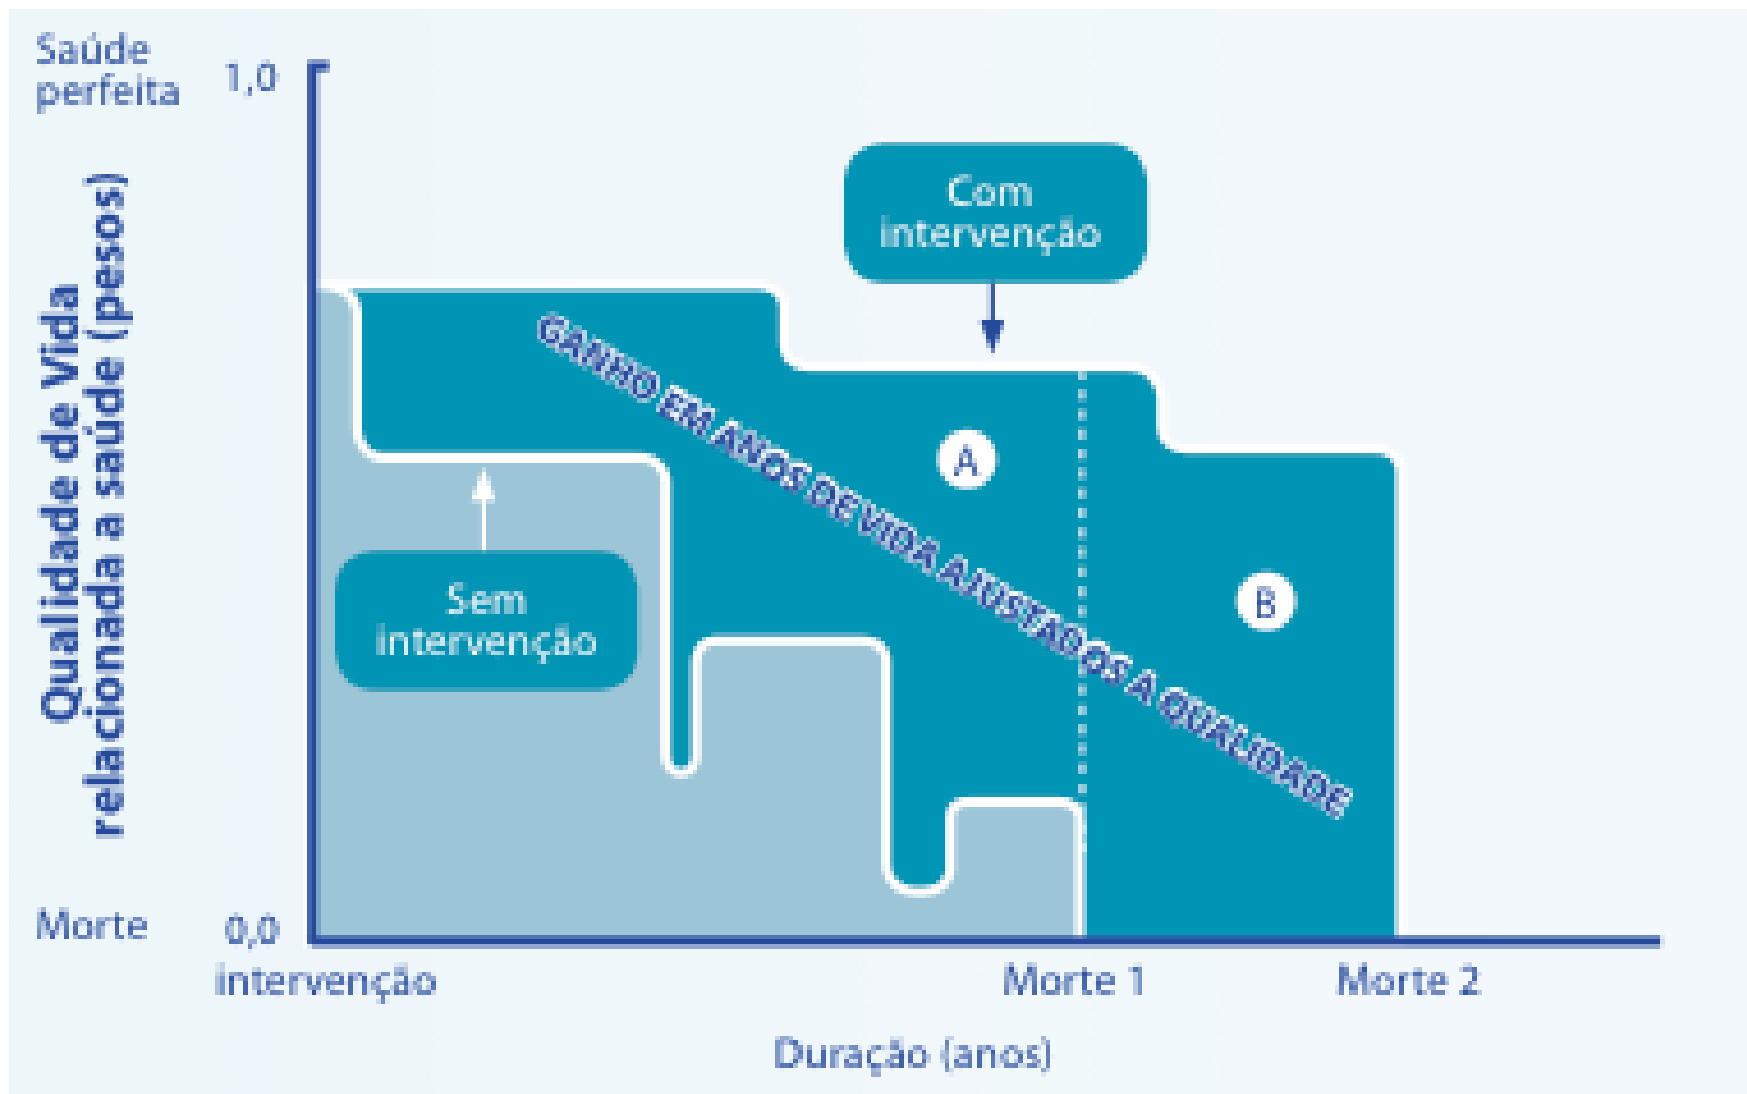 Saúde
perfeita
1,0
Qualidade de Vida
relacionada a saúde (pesos)
Com
intervenção
GANHO EM ANOS DE VIDA AJUSTADOS A QUALIDADE
A
B
Sem
intervenção
Morte
0,0
intervenção
Morte 1
Morte 2
Duração (anos)